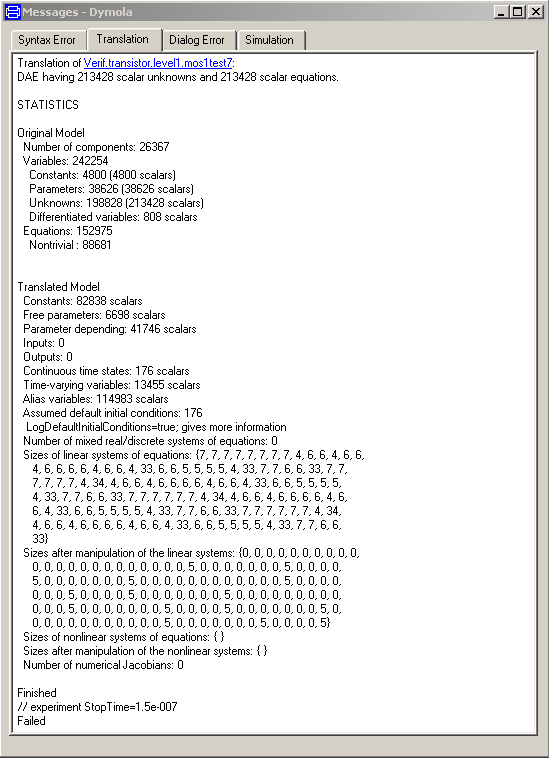 Messages - Dymola
Syntax Error Translation Dialog Error Simulation
Translation of Verif.transistor.level1.mos1test7:
DAE having 213428 scalar unknowns and 213428 scalar equations.
STATISTICS
Original Model
Number of components: 26367
Variables: 242254
Constants: 4800 (4800 scalars)
Parameters: 38626 (38626 scalars)
Unknowns: 198828 (213428 scalars)
Differentiated variables: 808 scalars
Equations: 152975
Nontrivial : 88681
Translated Model
Constants: 82838 scalars
Free parameters: 6698 scalars
Parameter depending: 41746 scalars
Inputs: 0
Outputs: 0
Continuous time states: 176 scalars
Time-varying variables: 13455 scalars
Alias variables: 114983 scalars
Assumed default initial conditions: 176
LogDefaultInitialConditions=true; gives more information
Number of mixed real/discrete systems of equations: 0
Sizes of linear systems of equations: {7, 7, 7, 7, 7, 7, 7, 7, 4, 6, 6, 4, 6, 6,
4, 6, 6, 6, 6, 4, 6, 6, 4, 33, 6, 6, 5, 5, 5, 5, 4, 33, 7, 7, 6, 6, 33, 7, 7,
7, 7, 7, 7, 4, 34, 4, 6, 6, 4, 6, 6, 6, 6, 4, 6, 6, 4, 33, 6, 6, 5, 5, 5, 5,
4, 33, 7, 7, 6, 6, 33, 7, 7, 7, 7, 7, 7, 4, 34, 4, 6, 6, 4, 6, 6, 6, 6, 4, 6,
6, 4, 33, 6, 6, 5, 5, 5, 5, 4, 33, 7, 7, 6, 6, 33, 7, 7, 7, 7, 7, 7, 4, 34,
4, 6, 6, 4, 6, 6, 6, 6, 4, 6, 6, 4, 33, 6, 6, 5, 5, 5, 5, 4, 33, 7, 7, 6, 6,
33}
Sizes after manipulation of the linear systems: {0, 0, 0, 0, 0, 0, 0, 0, 0, 0,
0, 0, 0, 0, 0, 0, 0, 0, 0, 0, 0, 0, 0, 5, 0, 0, 0, 0, 0, 0, 0, 5, 0, 0, 0, 0,
5, 0, 0, 0, 0, 0, 0, 0, 5, 0, 0, 0, 0, 0, 0, 0, 0, 0, 0, 0, 0, 5, 0, 0, 0, 0,
0, 0, 0, 5, 0, 0, 0, 0, 5, 0, 0, 0, 0, 0, 0, 0, 5, 0, 0, 0, 0, 0, 0, 0, 0, 0,
0, 0, 0, 5, 0, 0, 0, 0, 0, 0, 0, 5, 0, 0, 0, 0, 5, 0, 0, 0, 0, 0, 0, 0, 5, 0,
0, 0, 0, 0, 0, 0, 0, 0, 0, 0, 5, 0, 0, 0, 0, 0, 0, 0, 5, 0, 0, 0, 0, 5}
Sizes of nonlinear systems of equations: { }
Sizes after manipulation of the nonlinear systems: { }
Number of numerical Jacobians: 0
Finished
// experiment StopTime=1.5e-007
Failed